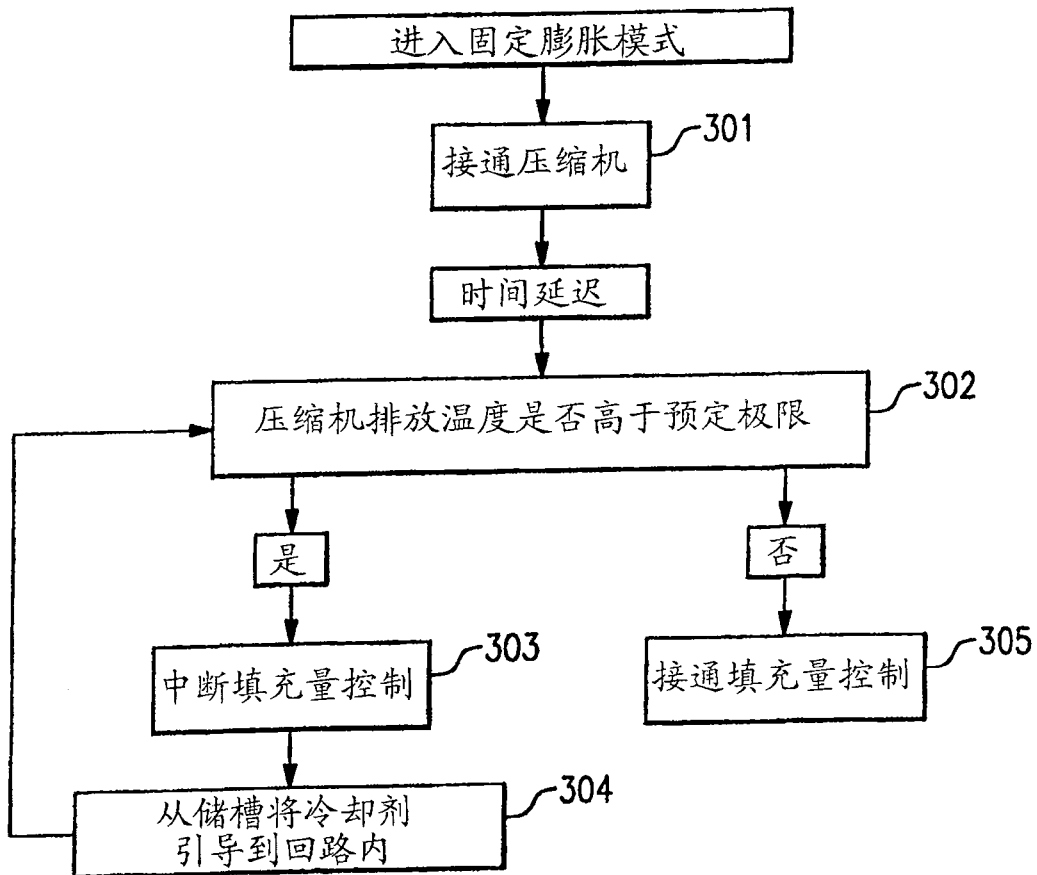 进入固定膨胀模式
301
接通压缩机
时间延迟
302
压缩机排放温度是否高于预定极限
是
否
303
中断填充量控制
305
接通填充量控制
304
从储槽将冷却剂
引导到回路内